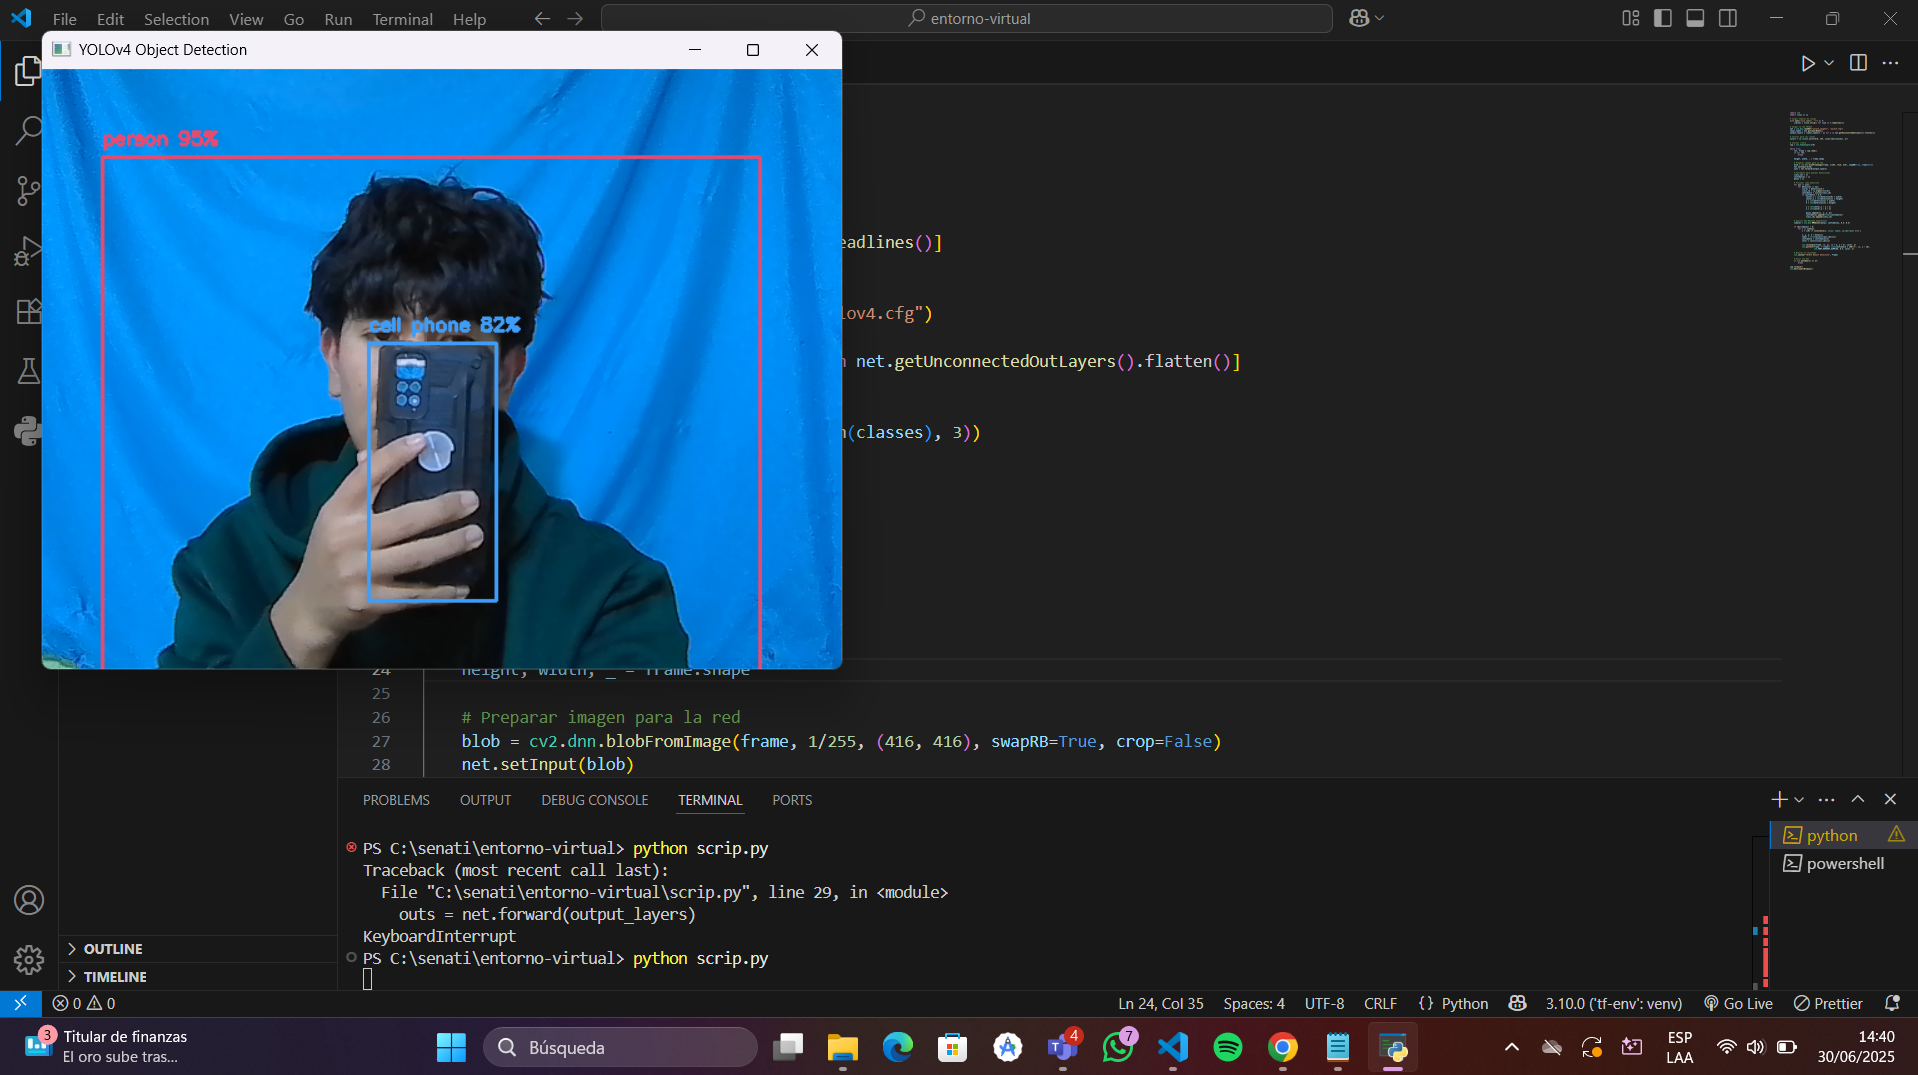 File Edit Selection View Go Run Terminal Help
entorno-virtual
YOLOv4 Object Detection
person 95%
cell phone 82%
eadlines()]
lov4.cfg")
n net.getUnconnectedOutLayers().flatten()]
n(classes), 3))
24 height, width, _ = frame.shape
25
26 # Preparar imagen para la red
27 blob = cv2.dnn.blobFromImage(frame, 1/255, (416, 416), swapRB=True, crop=False)
28 net.setInput(blob)
PROBLEMS OUTPUT DEBUG CONSOLE TERMINAL PORTS
PS C:\senati\entorno-virtual> python scrip.py
Traceback (most recent call last):
File "C:\senati\entorno-virtual\scrip.py", line 29, in <module>
outs = net.forward(output_layers)
KeyboardInterrupt
PS C:\senati\entorno-virtual> python scrip.py
python
powershell
OUTLINE
TIMELINE
0 0
Ln 24, Col 35 Spaces: 4 UTF-8 CRLF {} Python 3.10.0 ('tf-env': venv) Go Live Prettier
3
Titular de finanzas
El oro sube tras...
Búsqueda
4
7
ESP
LAA
14:40
30/06/2025